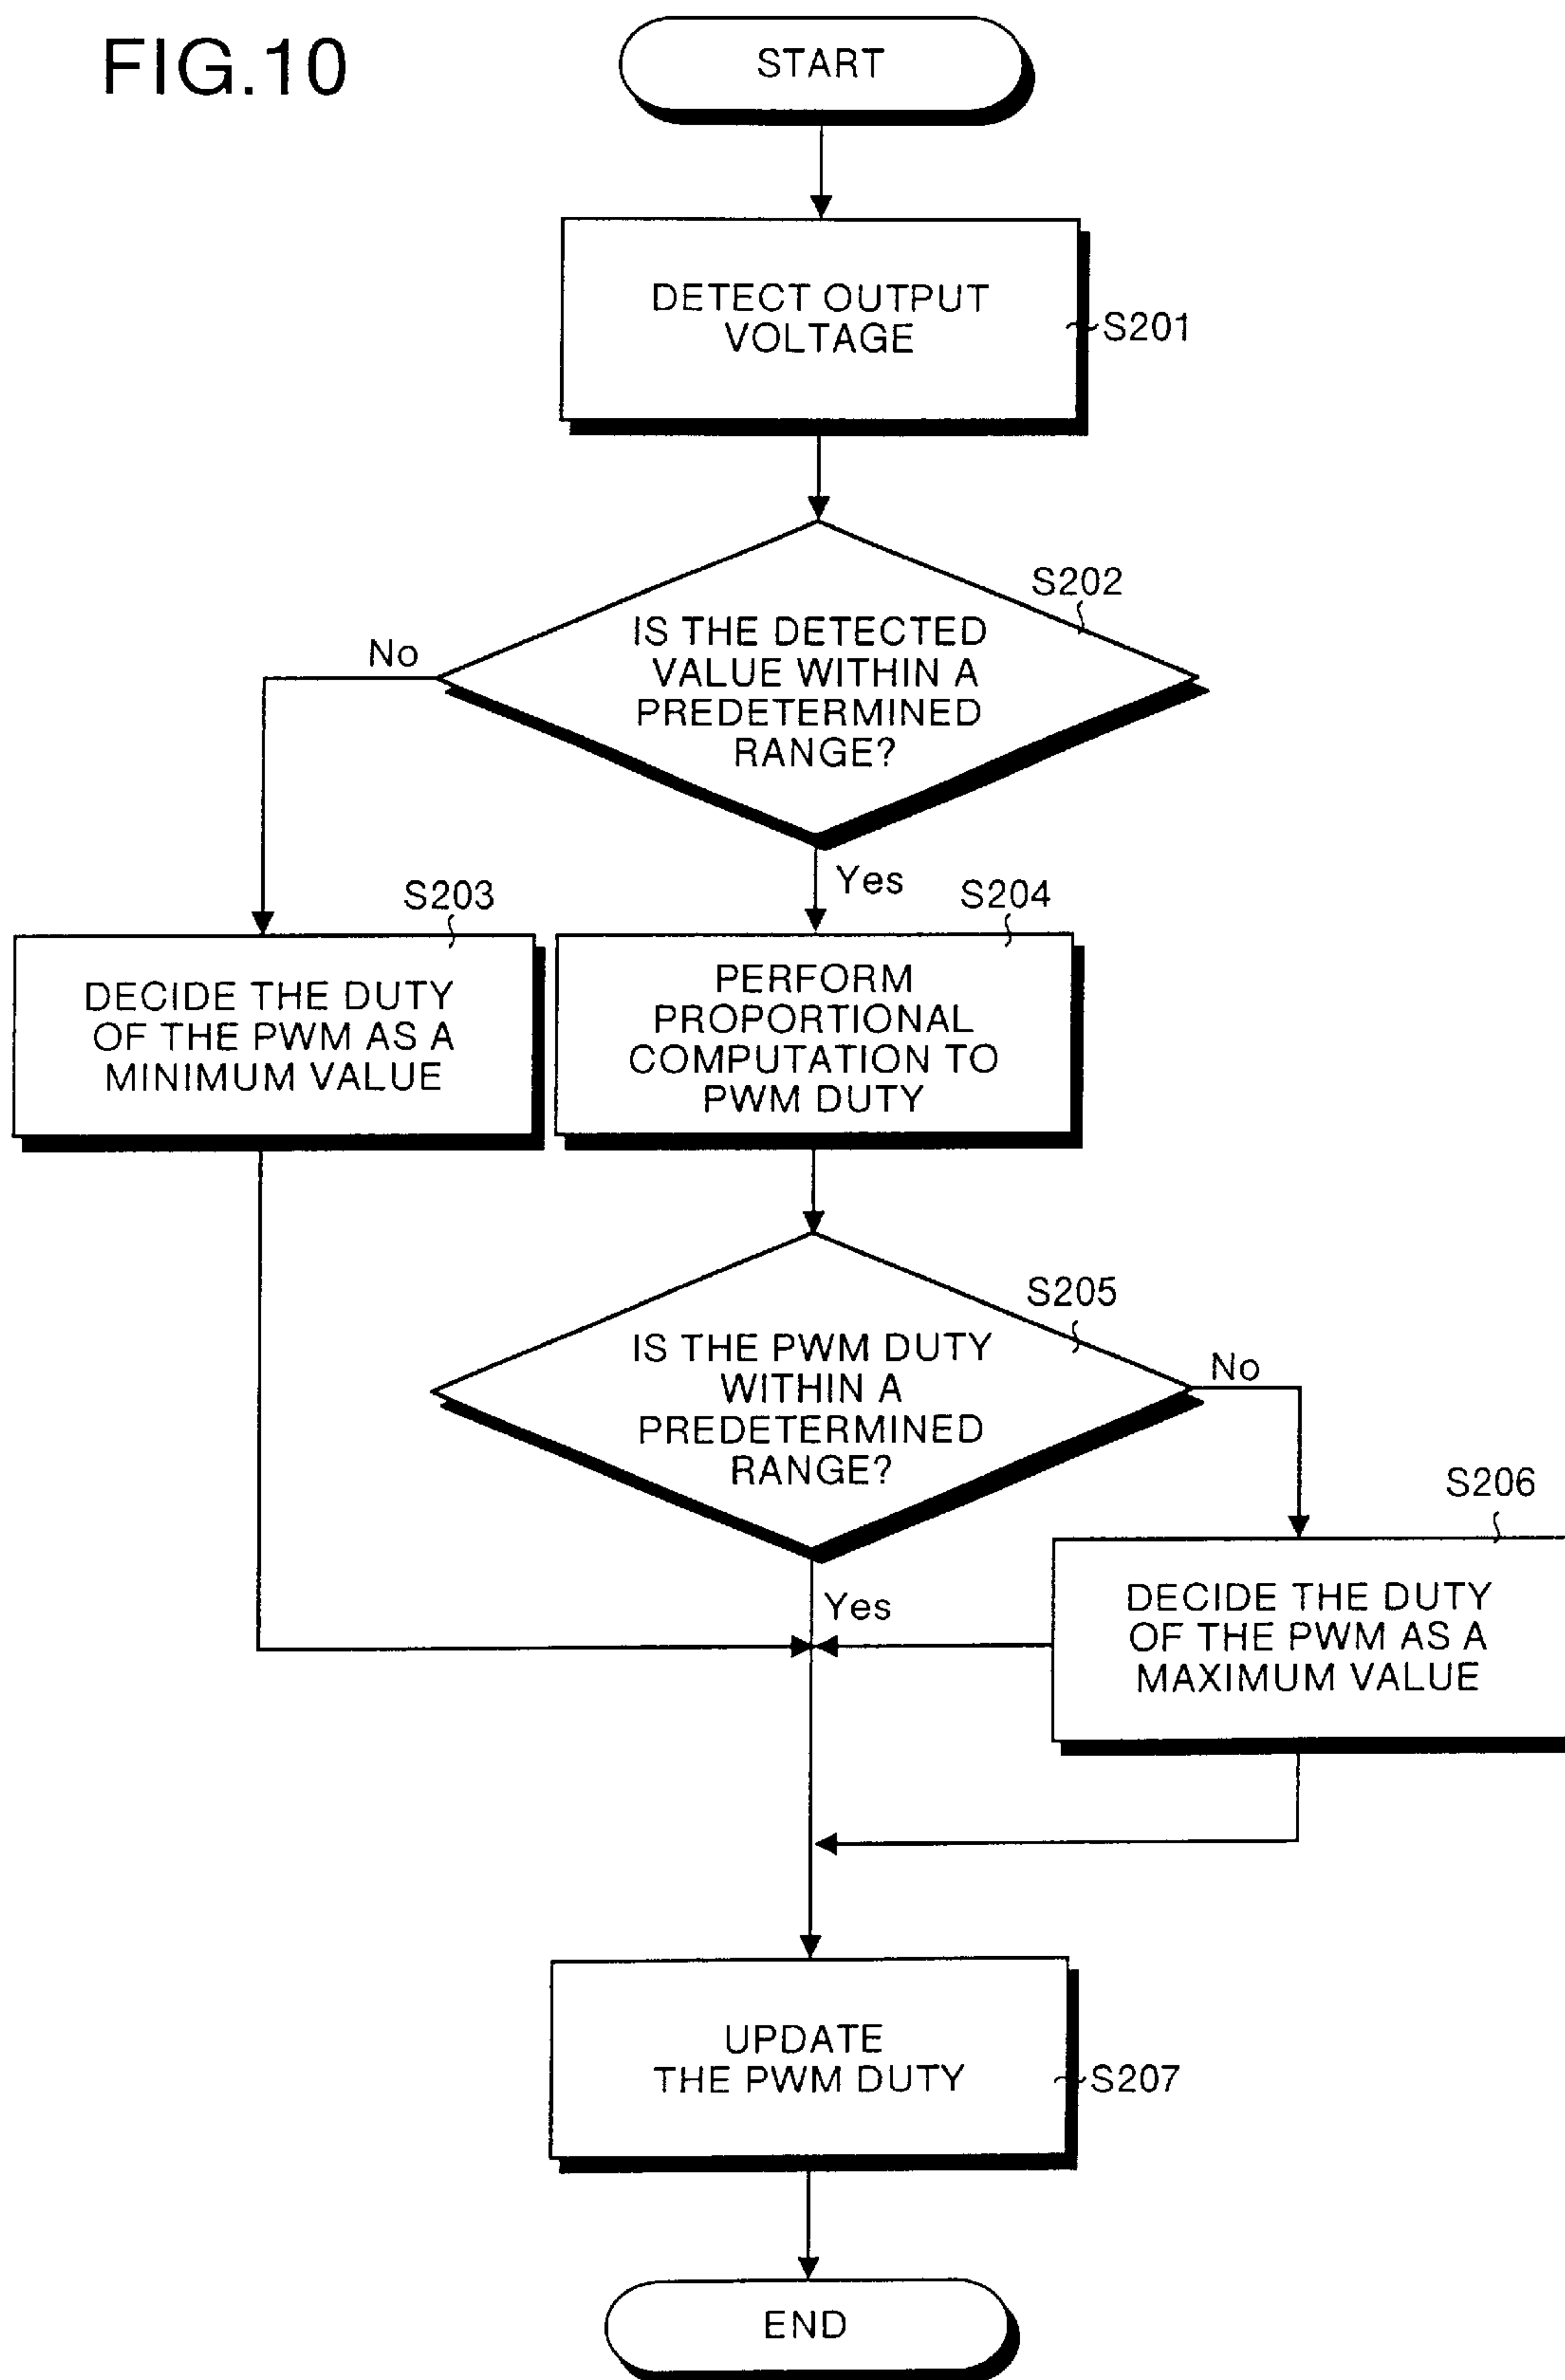 FIG.10
START
DETECT OUTPUT
VOLTAGE
S201
S202
IS THE DETECTED
VALUE WITHIN A
PREDETERMINED
RANGE?
No
Yes
S203
DECIDE THE DUTY
OF THE PWM AS A
MINIMUM VALUE
S204
PERFORM
PROPORTIONAL
COMPUTATION TO
PWM DUTY
S205
IS THE PWM DUTY
WITHIN A
PREDETERMINED
RANGE?
No
Yes
S206
DECIDE THE DUTY
OF THE PWM AS A
MAXIMUM VALUE
UPDATE
THE PWM DUTY
S207
END